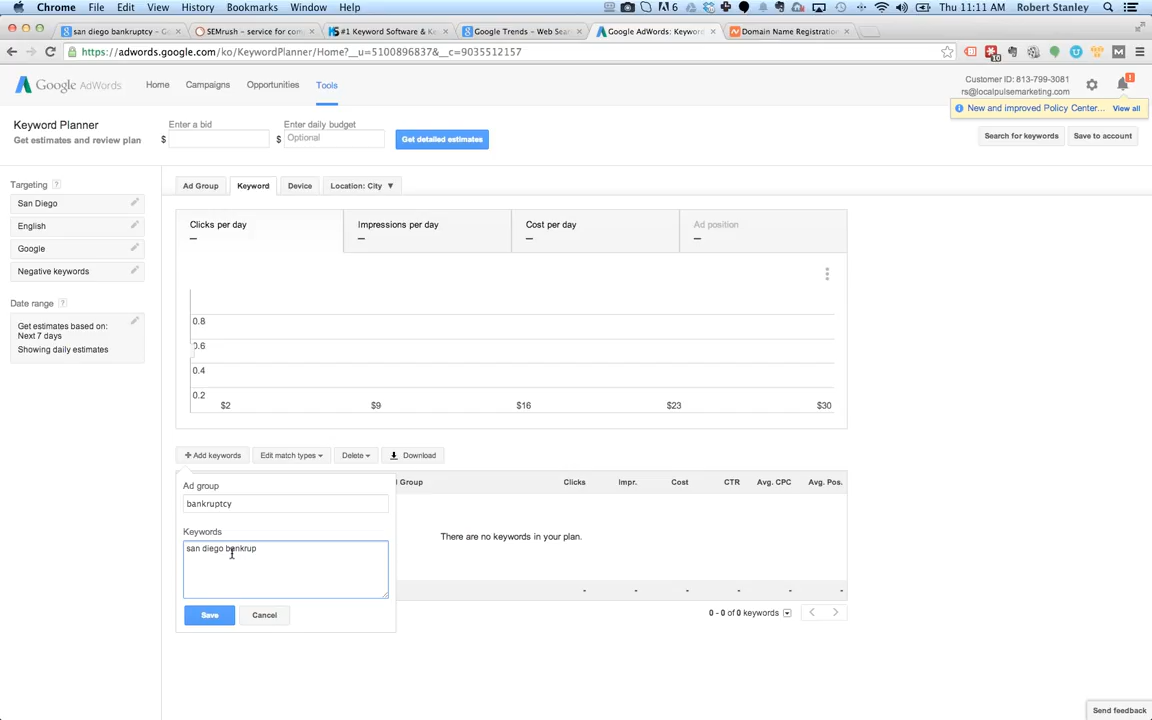 Chrome File Edit View History Bookmarks Window Help
6 Thu 11:11 AM Robert Stanley
san diego bankruptcy - G
SEMrush - service for com
#1 Keyword Software & K
Google Trends - Web Sear
Google AdWords: Keywo
Domain Name Registration
https://adwords.google.com/ko/KeywordPlanner/Home?__u=5100896837&__c=9035512157
10
Google AdWords
Home Campaigns Opportunities Tools
Customer ID: 813-799-3081
rs@localpulsemarketing.com
New and improved Policy Center... View all
Keyword Planner
Get estimates and review plan
Enter a bid
$
Enter daily budget
$ Optional
Get detailed estimates
Search for keywords
Save to account
Targeting ?
San Diego
English
Google
Negative keywords
Date range ?
Get estimates based on:
Next 7 days
Showing daily estimates
Ad Group Keyword Device Location: City
Clicks per day
–
Impressions per day
–
Cost per day
–
Ad position
–
0.8
0.6
0.4
0.2
$2 $9 $16 $23 $30
+ Add keywords Edit match types Delete Download
Ad group
bankruptcy
Keywords
san diego bankrup
Save Cancel
Group Clicks Impr. Cost CTR Avg. CPC Avg. Pos.
There are no keywords in your plan.
- - - - - -
0 - 0 of 0 keywords
Send feedback